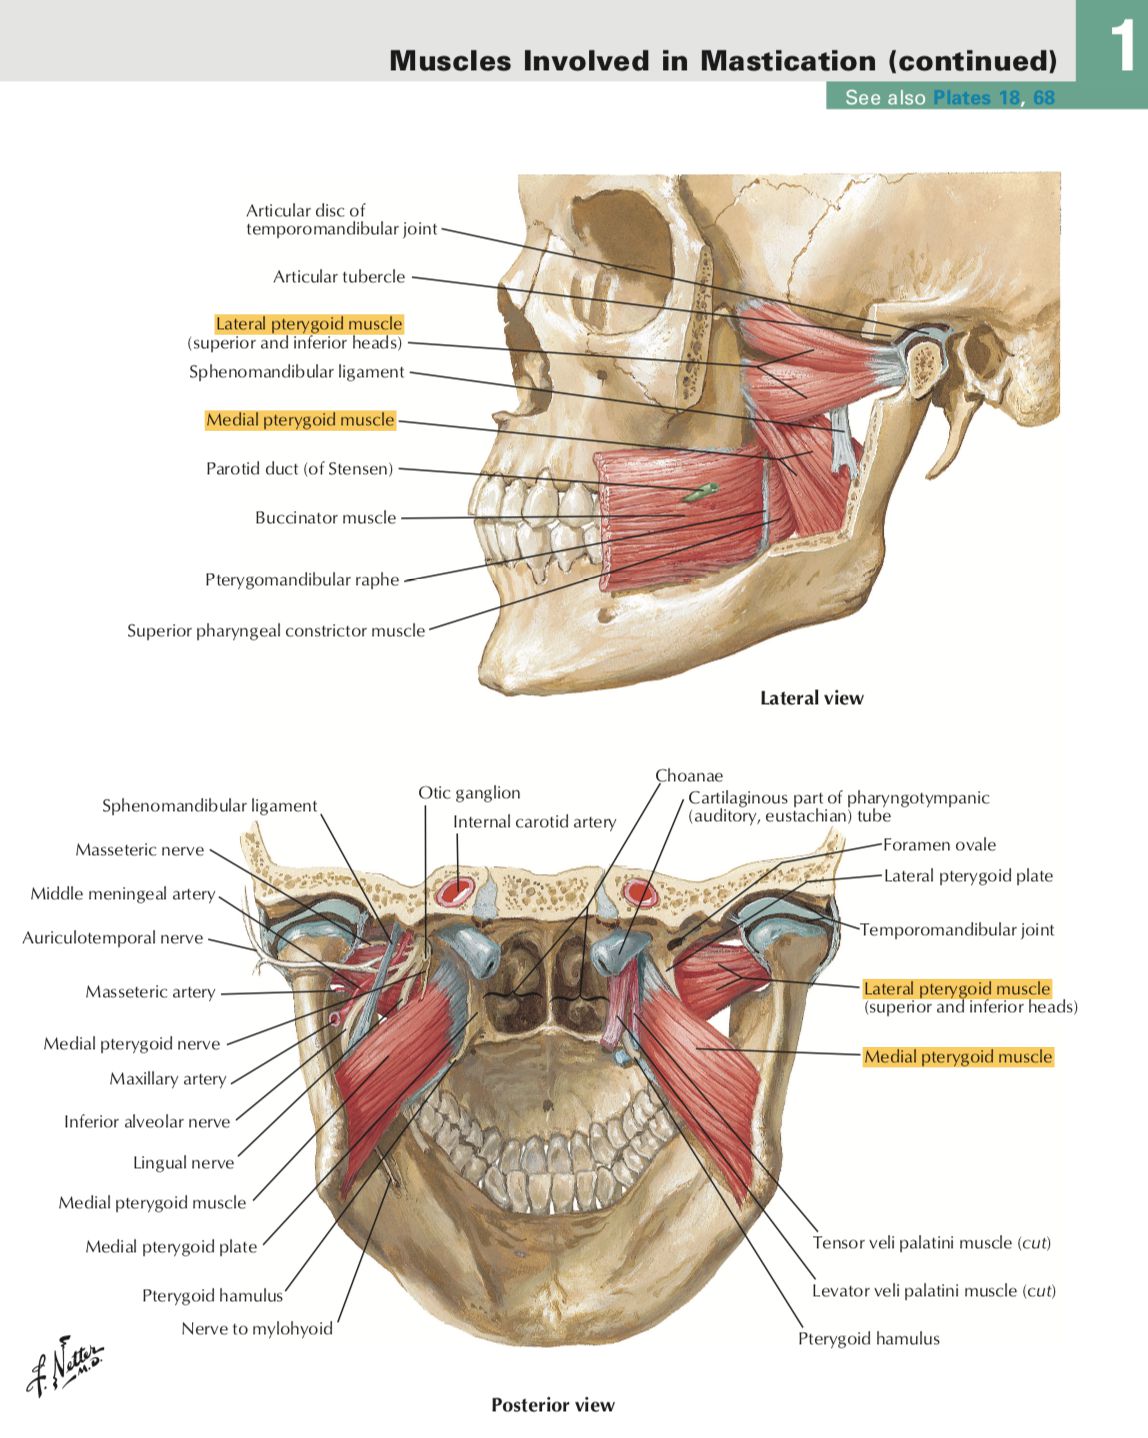 Muscles Involved in Mastication (continued)
1
See also Plates 18, 68
Articular disc of
temporomandibular joint
Articular tubercle
Lateral pterygoid muscle
(superior and inferior heads)
Sphenomandibular ligament
Medial pterygoid muscle
Parotid duct (of Stensen)
Buccinator muscle
Pterygomandibular raphe
Superior pharyngeal constrictor muscle
Lateral view
Choanae
Otic ganglion
Cartilaginous part of pharyngotympanic
(auditory, eustachian) tube
Sphenomandibular ligament
Internal carotid artery
Masseteric nerve
Foramen ovale
Middle meningeal artery
Lateral pterygoid plate
Auriculotemporal nerve
Temporomandibular joint
Masseteric artery
Lateral pterygoid muscle
(superior and inferior heads)
Medial pterygoid nerve
Medial pterygoid muscle
Maxillary artery
Inferior alveolar nerve
Lingual nerve
Medial pterygoid muscle
Medial pterygoid plate
Tensor veli palatini muscle (cut)
Pterygoid hamulus
Levator veli palatini muscle (cut)
Nerve to mylohyoid
Pterygoid hamulus
F. Netter
M.D.
Posterior view